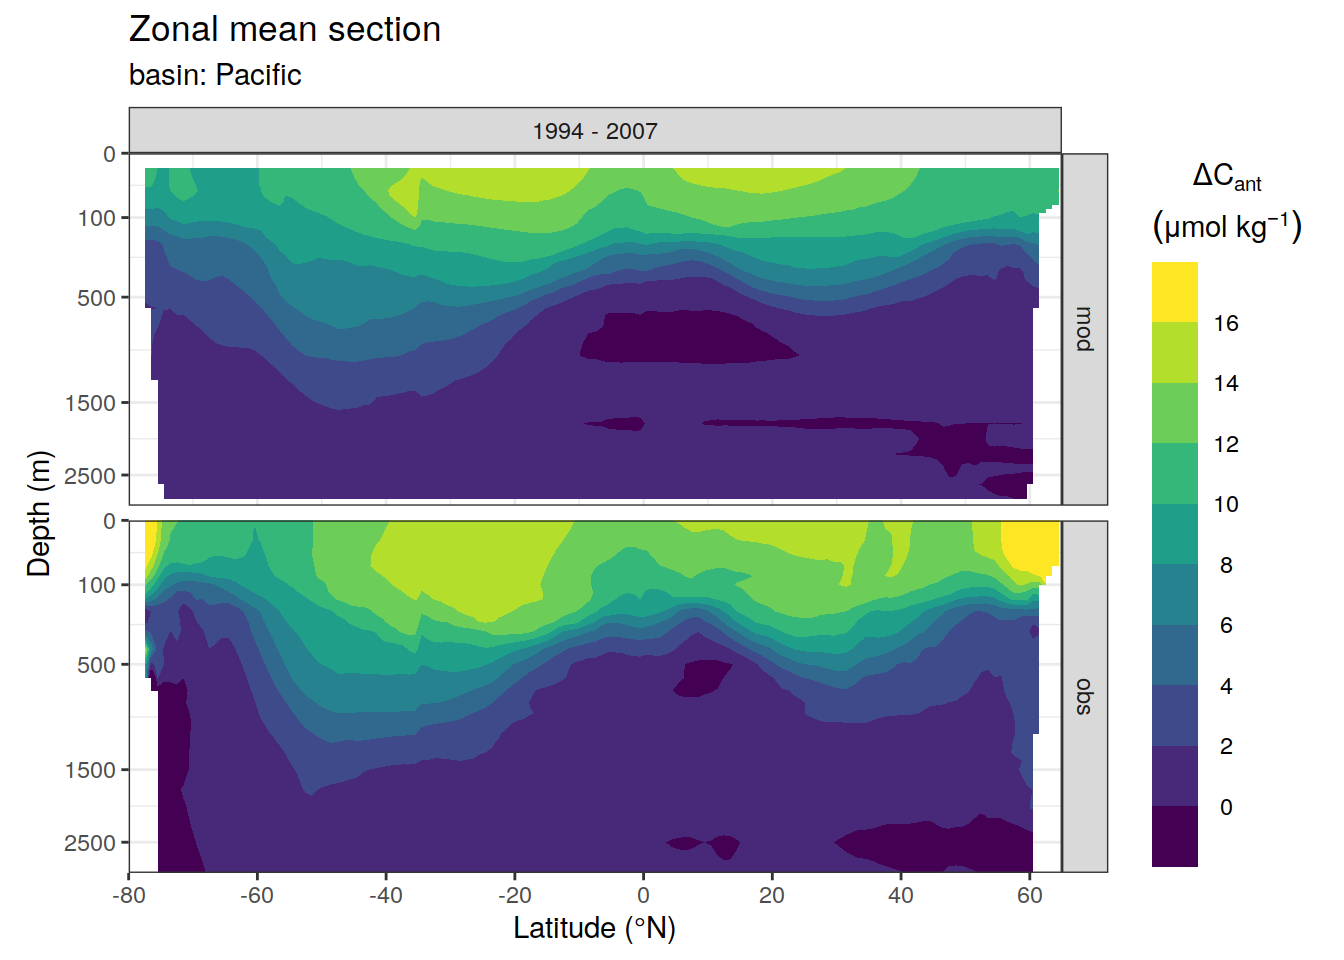 Zonal mean section
basin: Pacific
1994 - 2007
0
100
500
1500
2500
mod
0
100
500
1500
2500
obs
-80 -60 -40 -20 0 20 40 60
Latitude (°N)
Depth (m)
ΔCant
(μmol kg⁻¹)
16
14
12
10
8
6
4
2
0